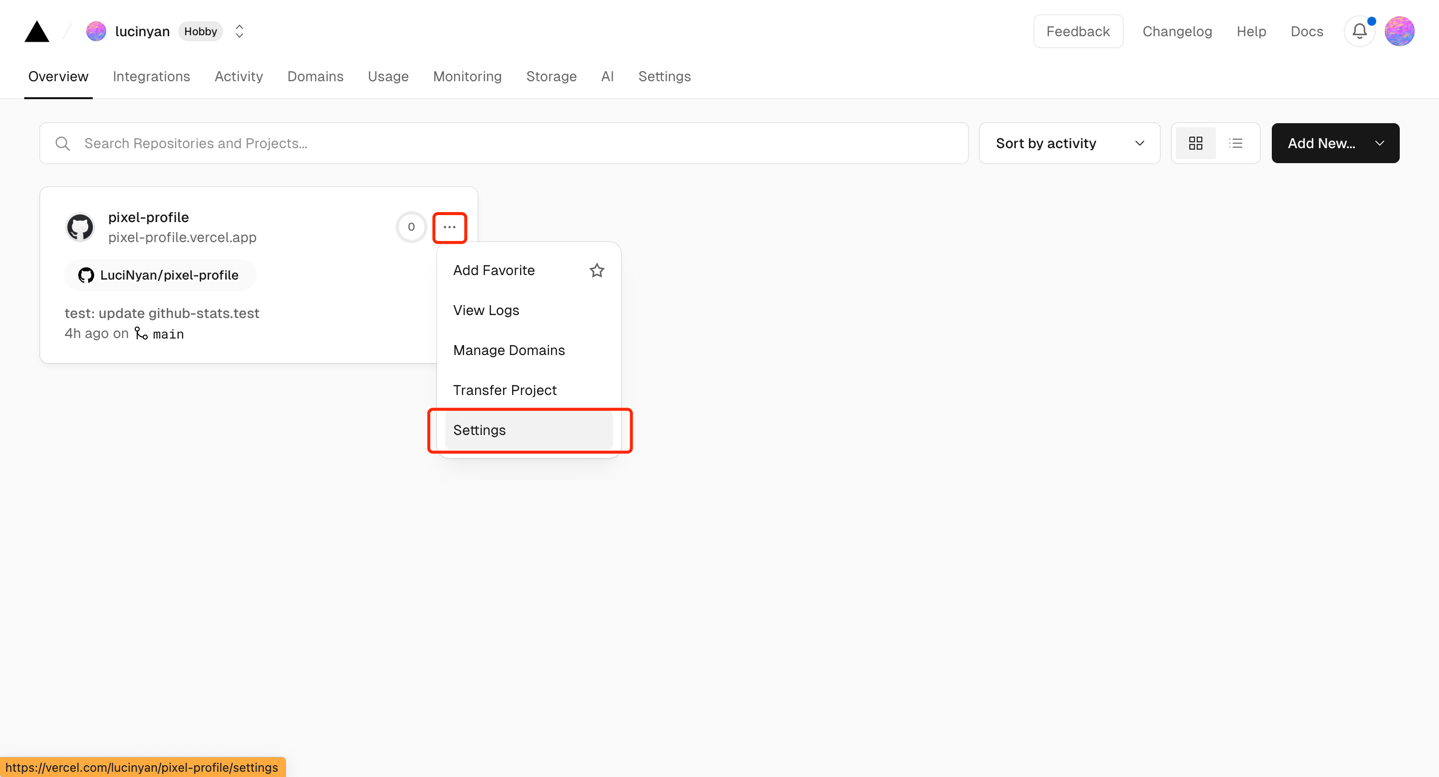 lucinyan Hobby
Feedback Changelog Help Docs
Overview Integrations Activity Domains Usage Monitoring Storage AI Settings
Search Repositories and Projects...
Sort by activity
Add New...
pixel-profile
pixel-profile.vercel.app
0
LuciNyan/pixel-profile
test: update github-stats.test
4h ago on main
Add Favorite
View Logs
Manage Domains
Transfer Project
Settings
https://vercel.com/lucinyan/pixel-profile/settings